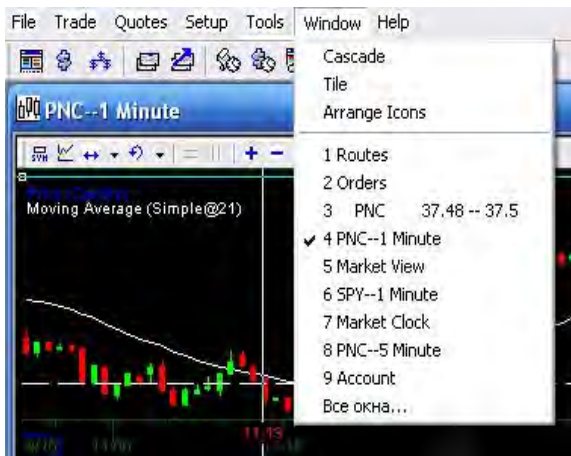 File Trade Quotes Setup Tools Window Help
Cascade
Tile
Arrange Icons
1 Routes
2 Orders
3 PNC 37.48 -- 37.5
4 PNC--1 Minute
5 Market View
6 SPY--1 Minute
7 Market Clock
8 PNC--5 Minute
9 Account
Все окна...
PNC--1 Minute
SYM
Moving Average (Simple@21)
11:13